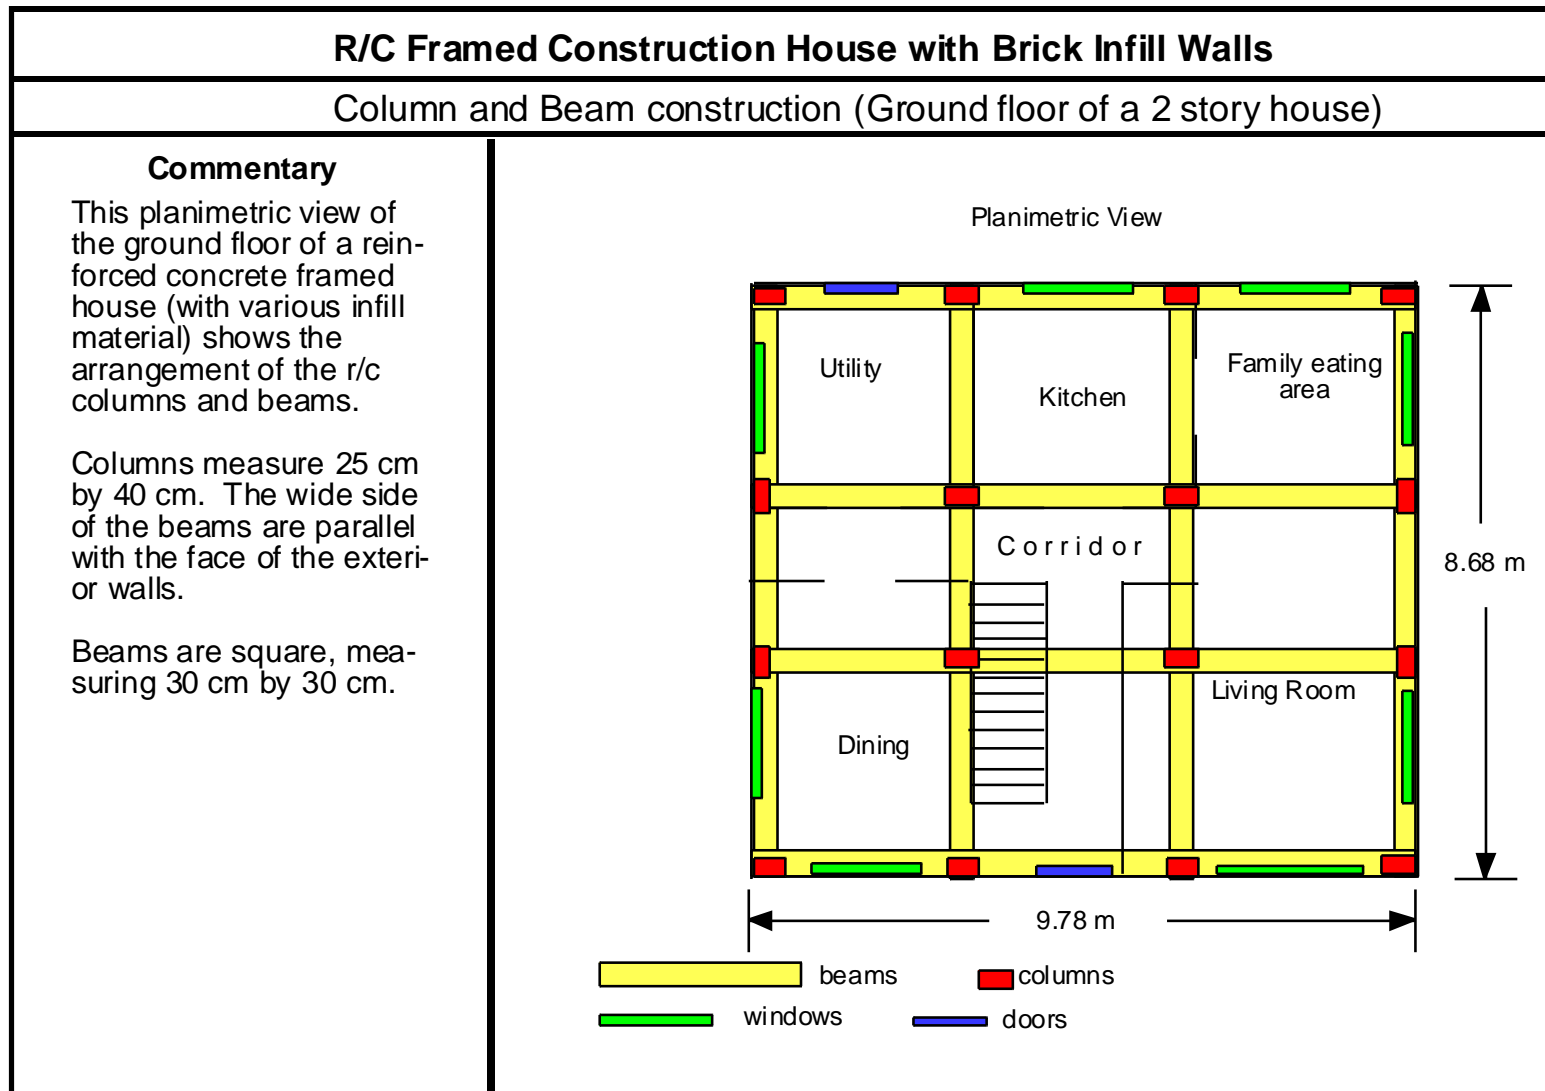 R/C Framed Construction House with Brick Infill Walls
Column and Beam construction (Ground floor of a 2 story house)
Commentary
This planimetric view of
the ground floor of a rein-
forced concrete framed
house (with various infill
material) shows the
arrangement of the r/c
columns and beams.
Columns measure 25 cm
by 40 cm.  The wide side
of the beams are parallel
with the face of the exteri-
or walls.
Beams are square, mea-
suring 30 cm by 30 cm.
Planimetric View
Utility
Kitchen
Family eating
area
Corridor
8.68 m
Living Room
Dining
9.78 m
beams
columns
windows
doors